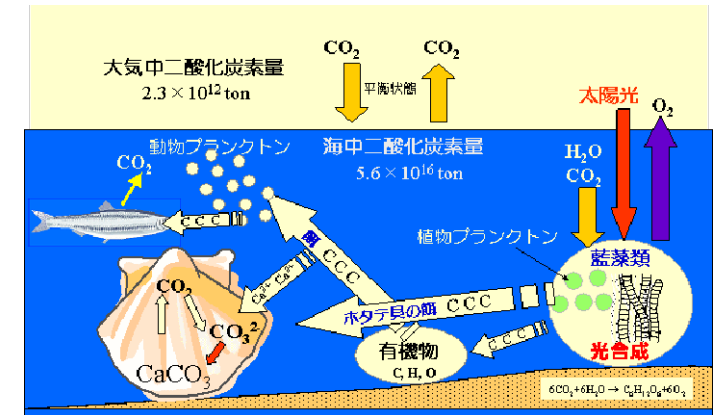 CO₂ CO₂
大気中二酸化炭素量
2.3×10¹² ton
平衡状態
太陽光
O₂
動物プランクトン
海中二酸化炭素量
5.6×10¹⁶ ton
CO₂
H₂O
CO₂
C C C
植物プランクトン
藍藻類
餌 CCC
Ca²⁺ Ca²⁺
ホタテ貝の餌 CCC
CO₂
CO₃²
CaCO₃
有機物
C, H, O
C C C
光合成
6CO₂+6H₂O → C₆H₁₂O₆+6O₂